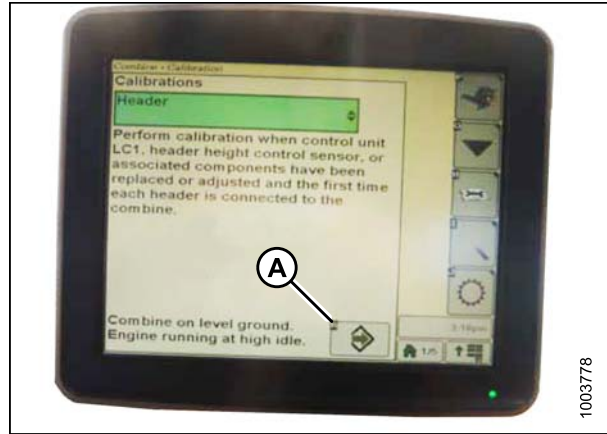 Combine - Calibration
Calibrations
Header
Perform calibration when control unit
LC1, header height control sensor, or
associated components have been
replaced or adjusted and the first time
each header is connected to the
combine.
A
Combine on level ground.
Engine running at high idle.
1/5
1003778